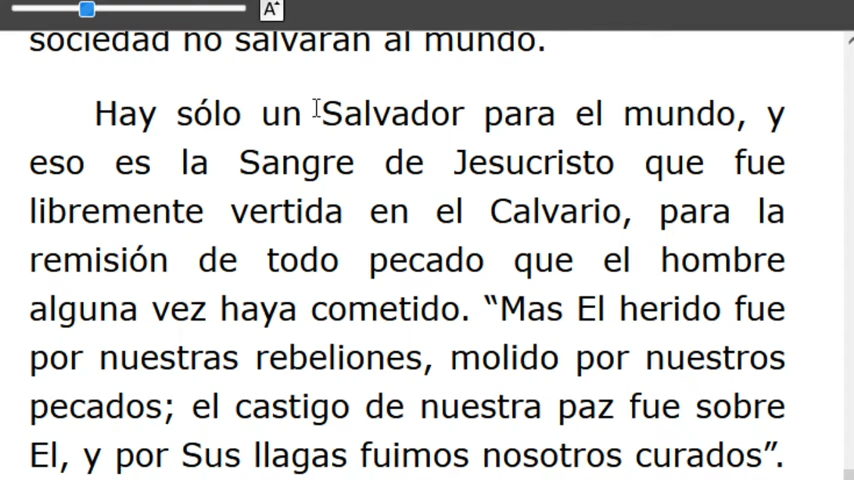 A
sociedad no salvarán al mundo.
Hay sólo un Salvador para el mundo, y
eso es la Sangre de Jesucristo que fue
libremente vertida en el Calvario, para la
remisión de todo pecado que el hombre
alguna vez haya cometido. “Mas El herido fue
por nuestras rebeliones, molido por nuestros
pecados; el castigo de nuestra paz fue sobre
El, y por Sus llagas fuimos nosotros curados”.